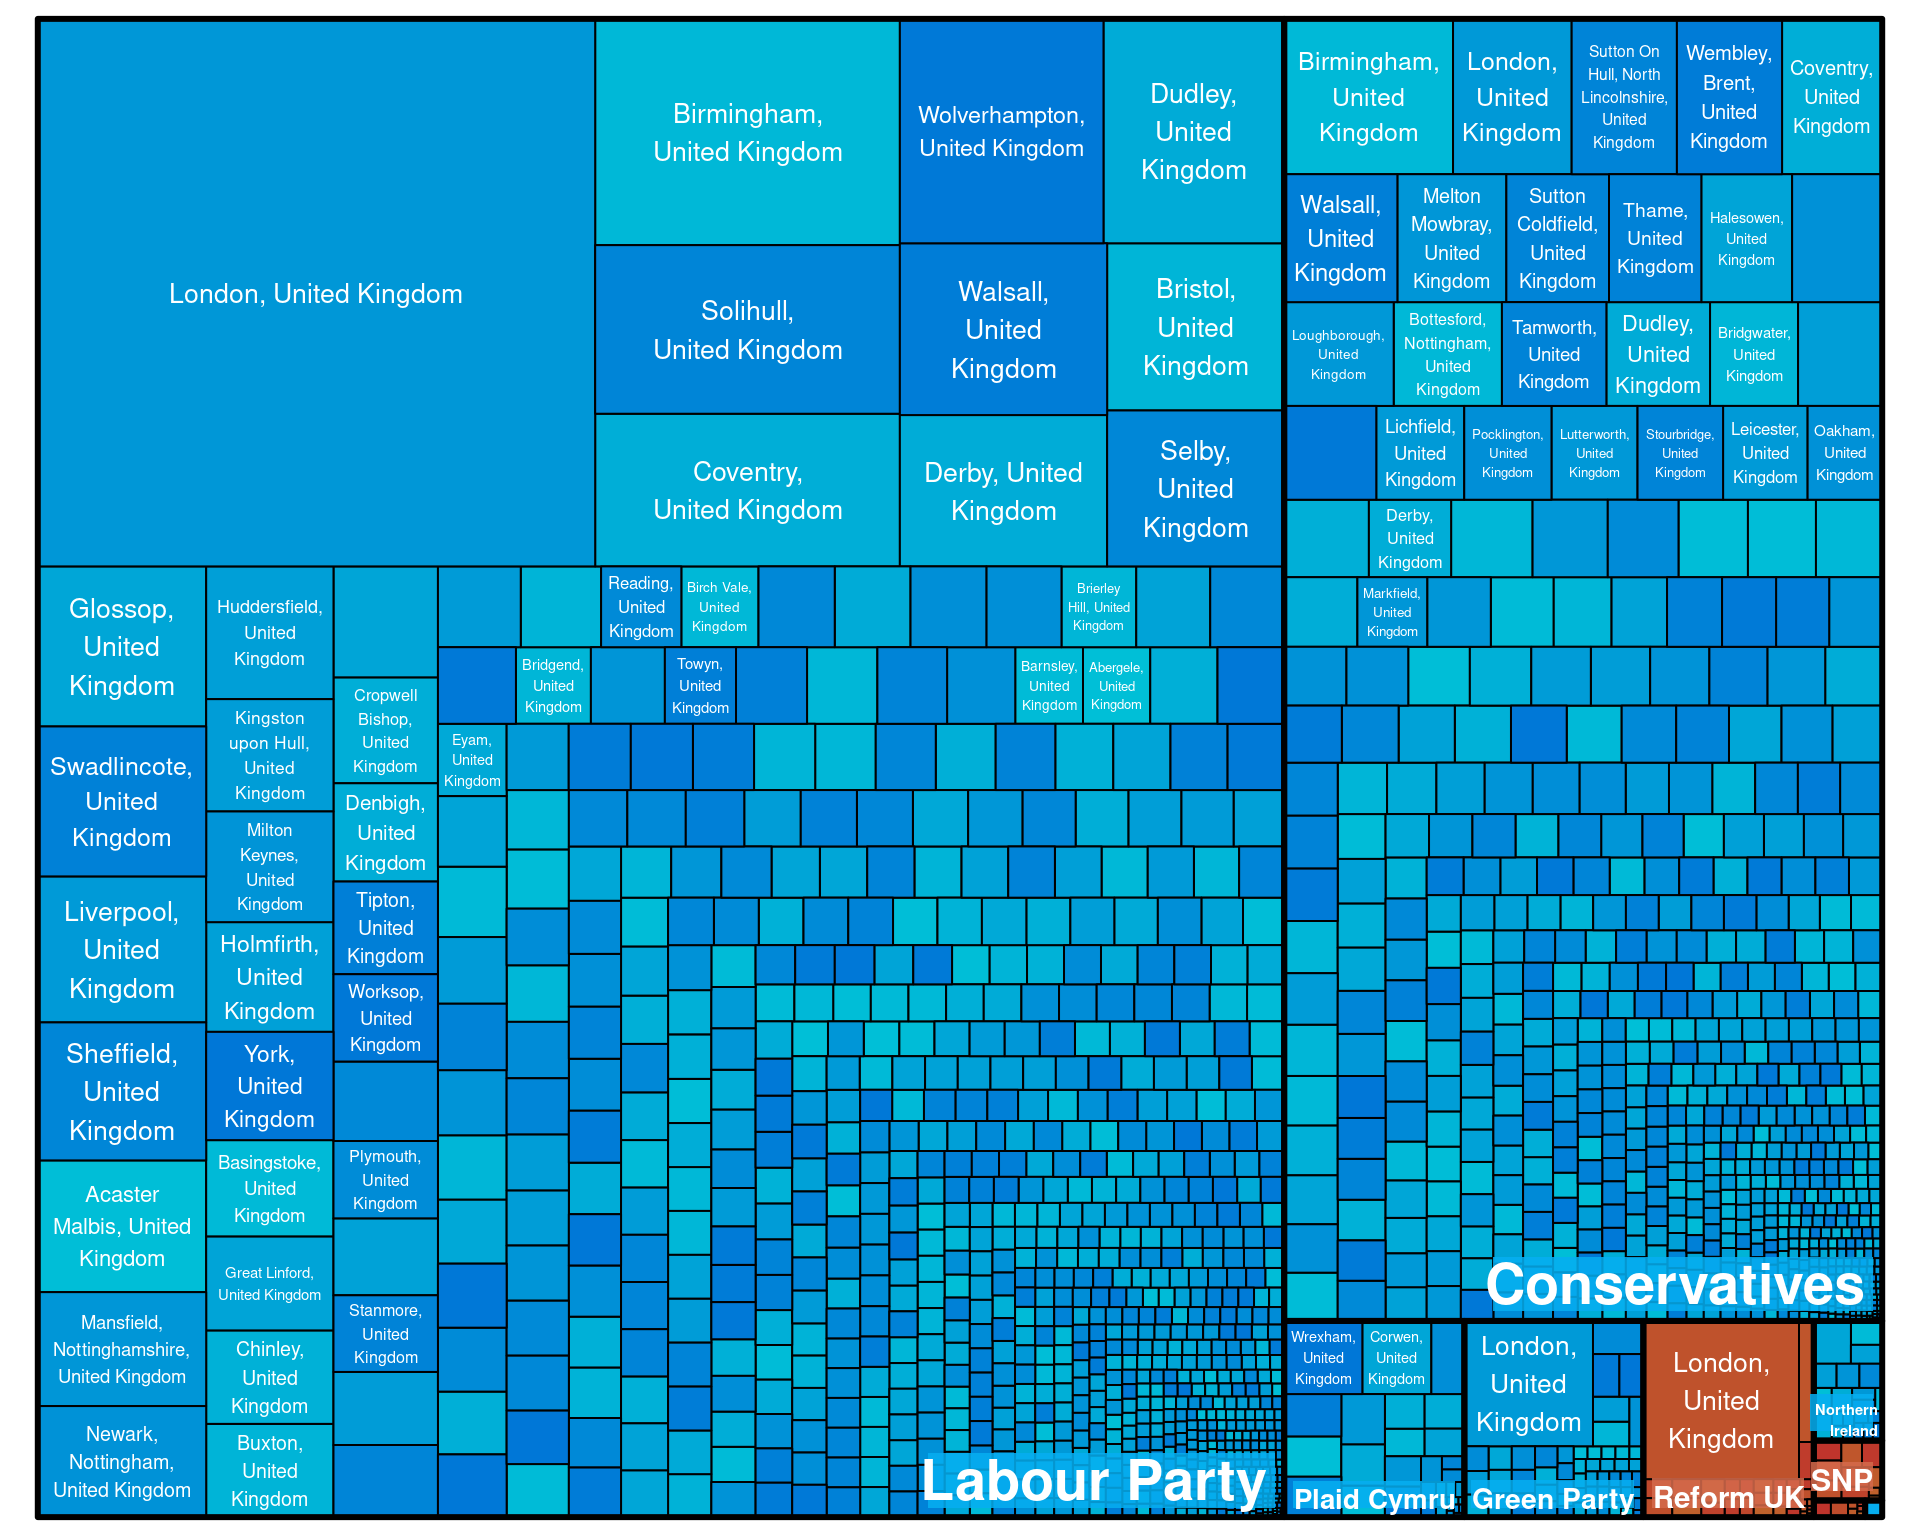 London, United Kingdom
Birmingham,
United Kingdom
Wolverhampton,
United Kingdom
Dudley,
United
Kingdom
Solihull,
United Kingdom
Walsall,
United
Kingdom
Bristol,
United
Kingdom
Coventry,
United Kingdom
Derby, United
Kingdom
Selby,
United
Kingdom
Glossop,
United
Kingdom
Swadlincote,
United
Kingdom
Liverpool,
United
Kingdom
Sheffield,
United
Kingdom
Acaster
Malbis, United
Kingdom
Mansfield,
Nottinghamshire,
United Kingdom
Newark,
Nottingham,
United Kingdom
Huddersfield,
United
Kingdom
Kingston
upon Hull,
United
Kingdom
Milton
Keynes,
United
Kingdom
Holmfirth,
United
Kingdom
York,
United
Kingdom
Basingstoke,
United
Kingdom
Great Linford,
United Kingdom
Chinley,
United
Kingdom
Buxton,
United
Kingdom
Cropwell
Bishop,
United
Kingdom
Denbigh,
United
Kingdom
Tipton,
United
Kingdom
Worksop,
United
Kingdom
Plymouth,
United
Kingdom
Stanmore,
United
Kingdom
Reading,
United
Kingdom
Birch Vale,
United
Kingdom
Brierley
Hill, United
Kingdom
Bridgend,
United
Kingdom
Towyn,
United
Kingdom
Barnsley,
United
Kingdom
Abergele,
United
Kingdom
Eyam,
United
Kingdom
Labour Party
Birmingham,
United
Kingdom
London,
United
Kingdom
Sutton On
Hull, North
Lincolnshire,
United
Kingdom
Wembley,
Brent,
United
Kingdom
Coventry,
United
Kingdom
Walsall,
United
Kingdom
Melton
Mowbray,
United
Kingdom
Sutton
Coldfield,
United
Kingdom
Thame,
United
Kingdom
Halesowen,
United
Kingdom
Loughborough,
United
Kingdom
Bottesford,
Nottingham,
United
Kingdom
Tamworth,
United
Kingdom
Dudley,
United
Kingdom
Bridgwater,
United
Kingdom
Lichfield,
United
Kingdom
Pocklington,
United
Kingdom
Lutterworth,
United
Kingdom
Stourbridge,
United
Kingdom
Leicester,
United
Kingdom
Oakham,
United
Kingdom
Derby,
United
Kingdom
Markfield,
United
Kingdom
Conservatives
Wrexham,
United
Kingdom
Corwen,
United
Kingdom
Plaid Cymru
London,
United
Kingdom
Green Party
London,
United
Kingdom
Reform UK
Northern
Ireland
SNP